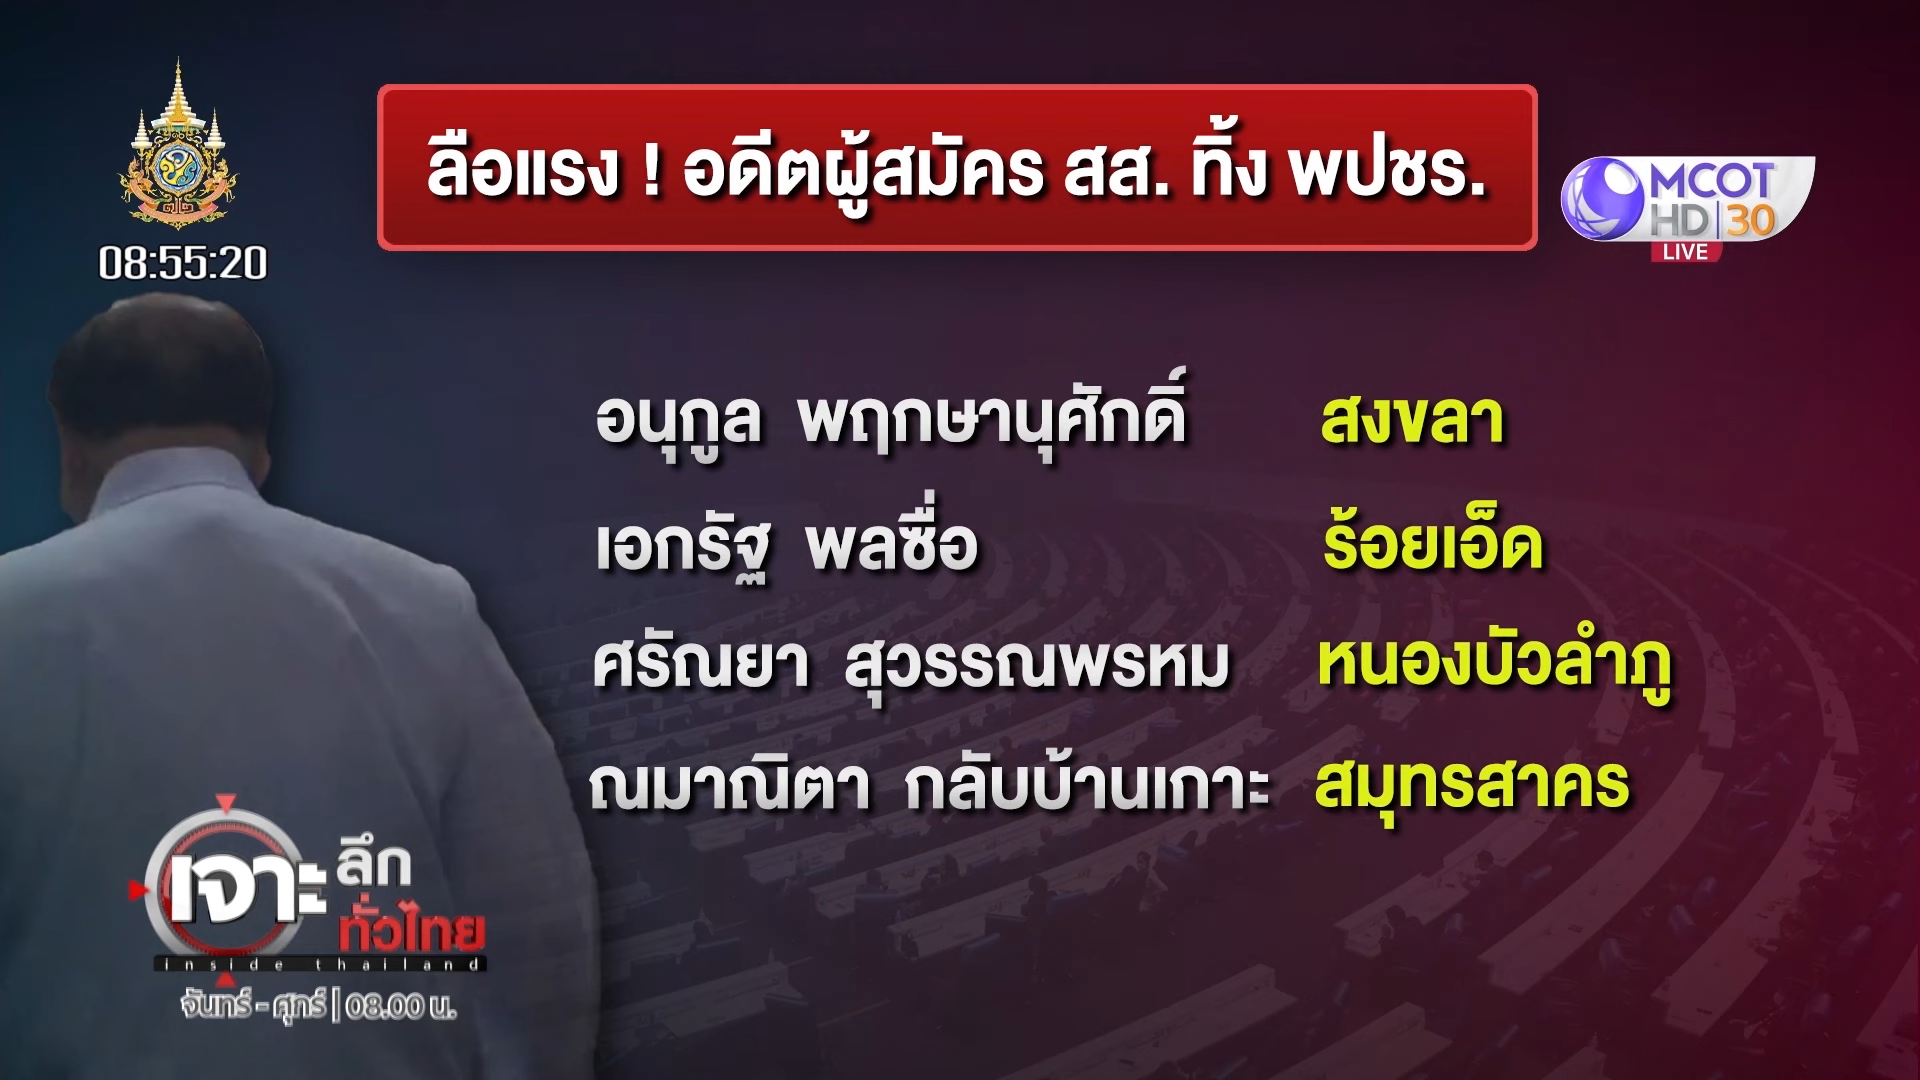 ลือแรง ! อดีตผู้สมัคร สส. ทิ้ง พปชร.
MCOT
HD 30
LIVE
08:55:20
อนุกูล พฤกษานุศักดิ์ สงขลา
เอกรัฐ พลซื่อ ร้อยเอ็ด
ศรัณยา สุวรรณพรหม หนองบัวลำภู
ณมาณิตา กลับบ้านเกาะ สมุทรสาคร
เจาะลึก
ทั่วไทย
inside thailand
จันทร์ - ศุกร์ | 08.00 น.